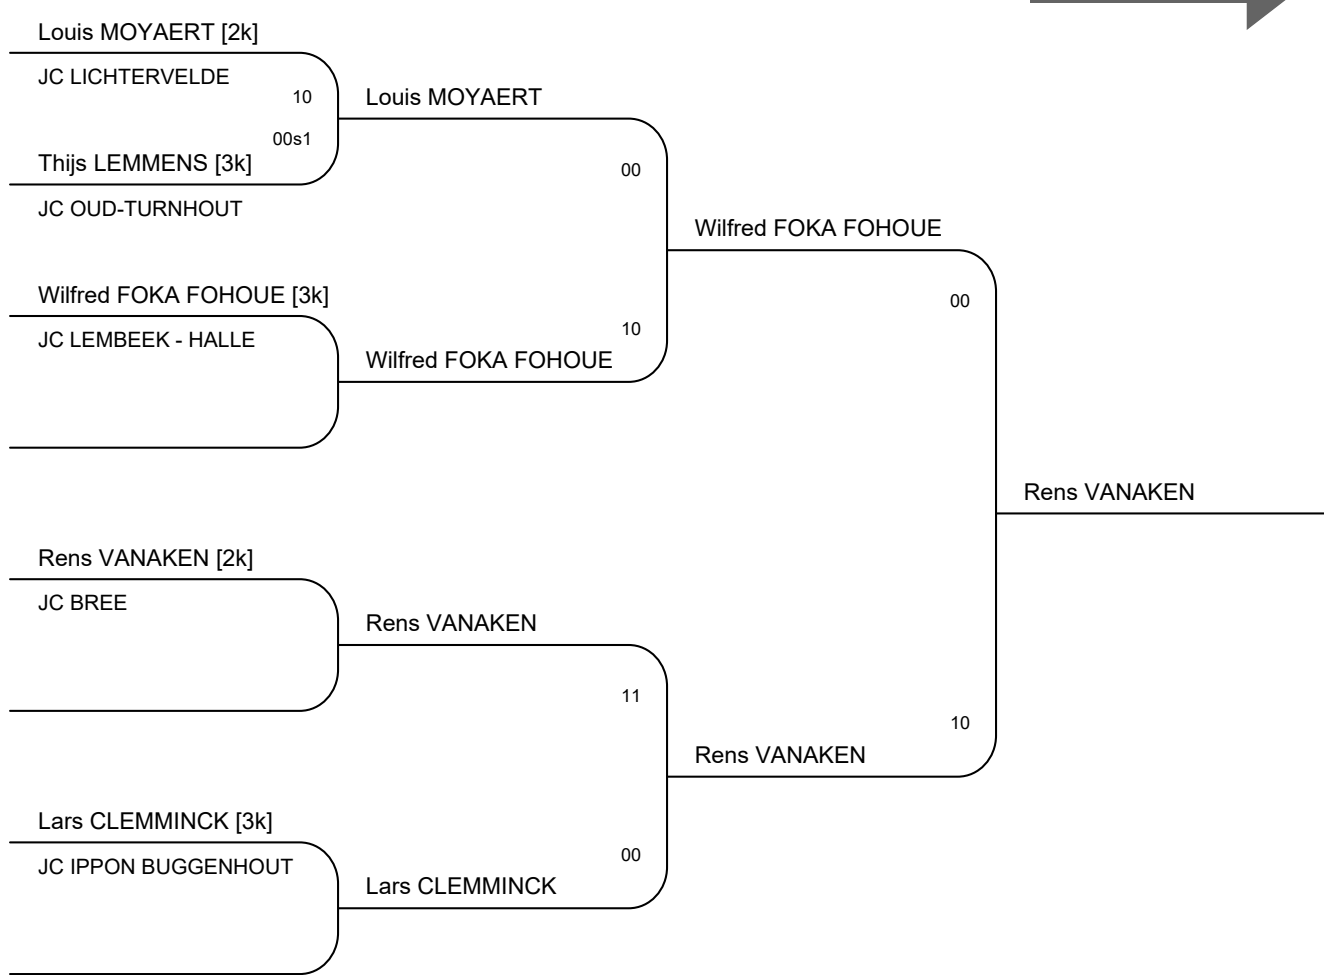 Louis MOYAERT [2k]
JC LICHTERVELDE
10
Louis MOYAERT
00s1
Thijs LEMMENS [3k]
JC OUD-TURNHOUT
00
Wilfred FOKA FOHOUE
Wilfred FOKA FOHOUE [3k]
JC LEMBEEK - HALLE
10
Wilfred FOKA FOHOUE
00
Rens VANAKEN
Rens VANAKEN [2k]
JC BREE
Rens VANAKEN
11
10
Rens VANAKEN
Lars CLEMMINCK [3k]
JC IPPON BUGGENHOUT
00
Lars CLEMMINCK